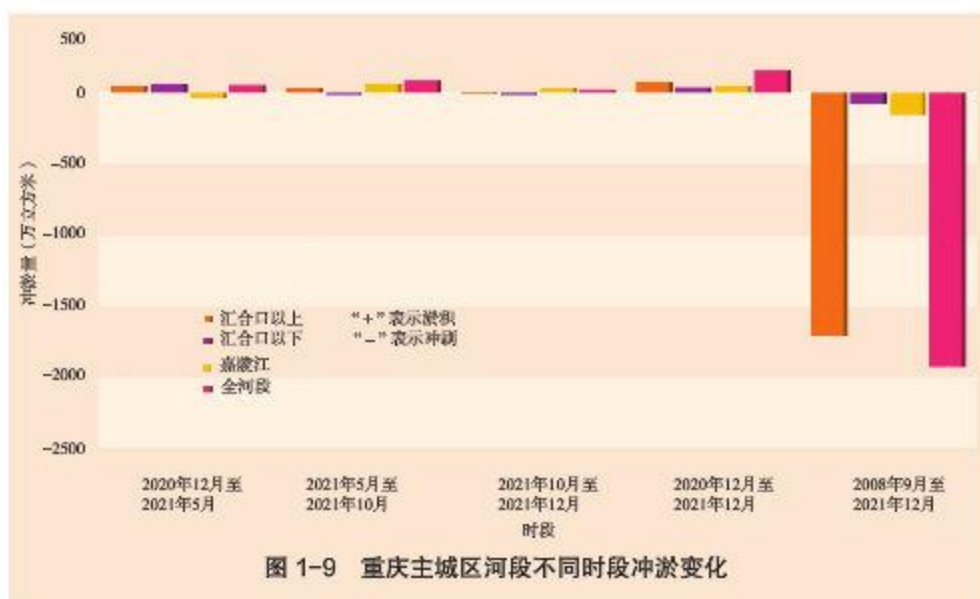 500
0
-500
-1000
-1500
-2000
-2500
冲淤量（万立方米）
汇合口以上 “+”表示淤积
汇合口以下 “-”表示冲刷
嘉陵江
全河段
2020年12月至
2021年5月
2021年5月至
2021年10月
2021年10月至
2021年12月
2020年12月至
2021年12月
2008年9月至
2021年12月
时段
图 1-9 重庆主城区河段不同时段冲淤变化